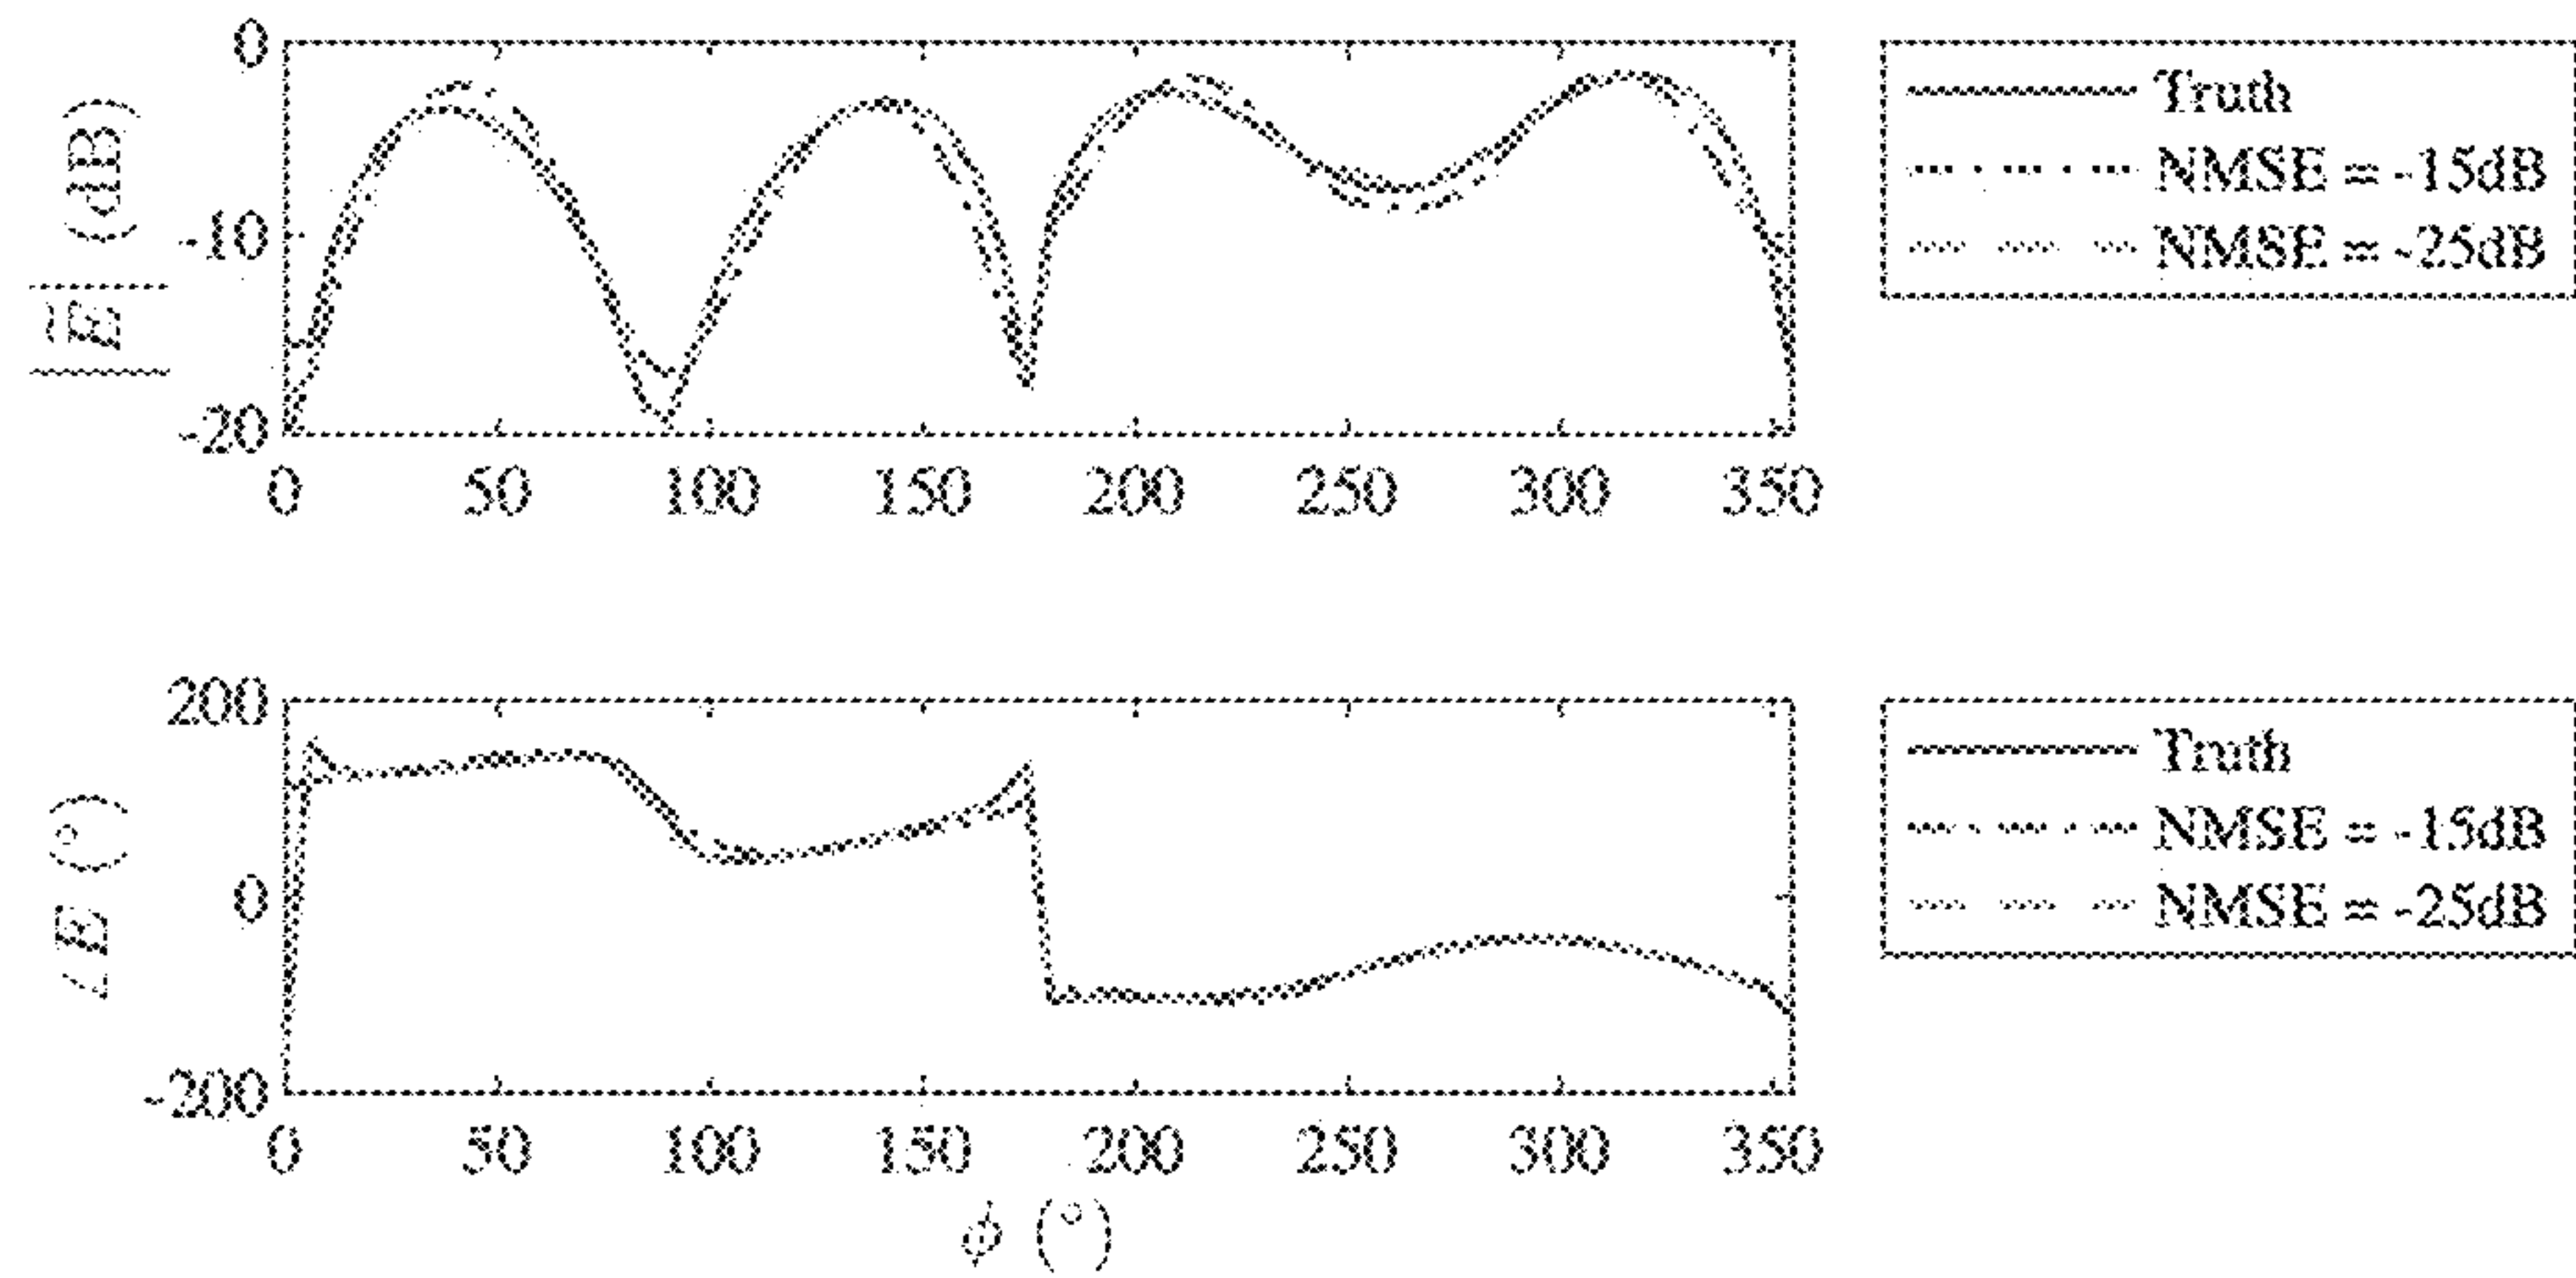 0
-10
-20
|Ẽ| (dB)
0 50 100 150 200 250 300 350
Truth
NMSE = -15dB
NMSE = -25dB
200
0
-200
∠E (°)
0 50 100 150 200 250 300 350
ϕ (°)
Truth
NMSE = -15dB
NMSE = -25dB